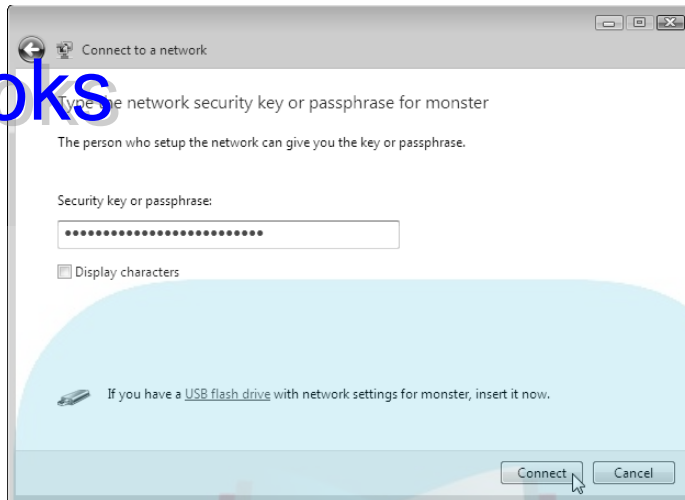 Connect to a network
oks
Type the network security key or passphrase for monster
The person who setup the network can give you the key or passphrase.
Security key or passphrase:
••••••••••••••••••••••••••
Display characters
If you have a USB flash drive with network settings for monster, insert it now.
Connect Cancel